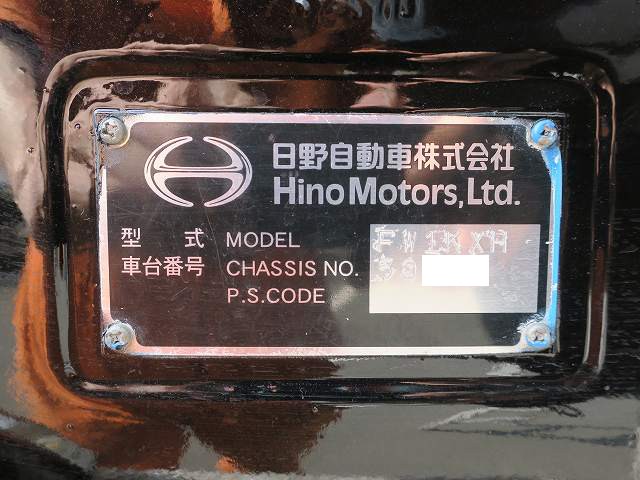 日野自動車株式会社
Hino Motors, Ltd.
型 式 MODEL FW1EXH
車台番号 CHASSIS NO.
P.S.CODE